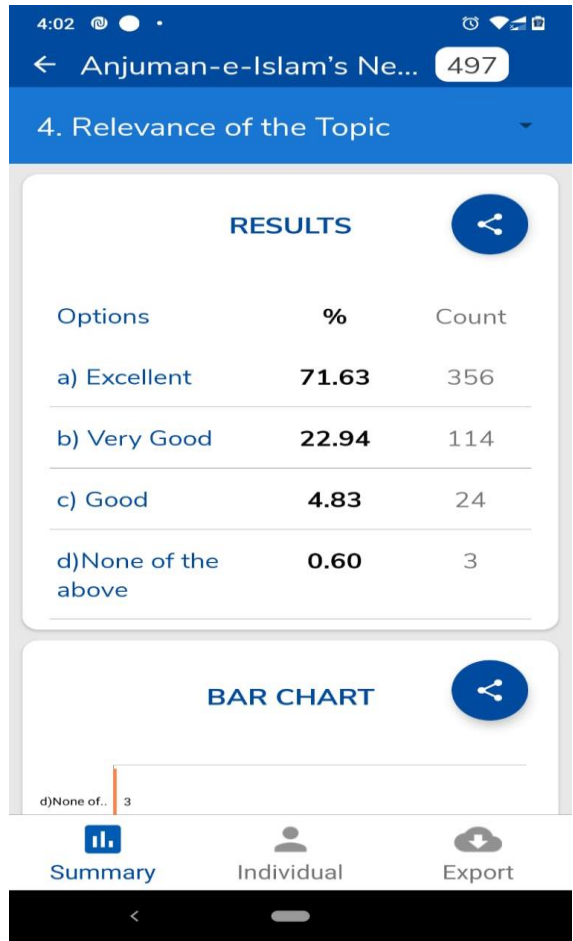 4:02
Anjuman-e-Islam's Ne... 497
4. Relevance of the Topic
RESULTS
Options % Count
a) Excellent 71.63 356
b) Very Good 22.94 114
c) Good 4.83 24
d)None of the above 0.60 3
BAR CHART
d)None of.. 3
Summary Individual Export